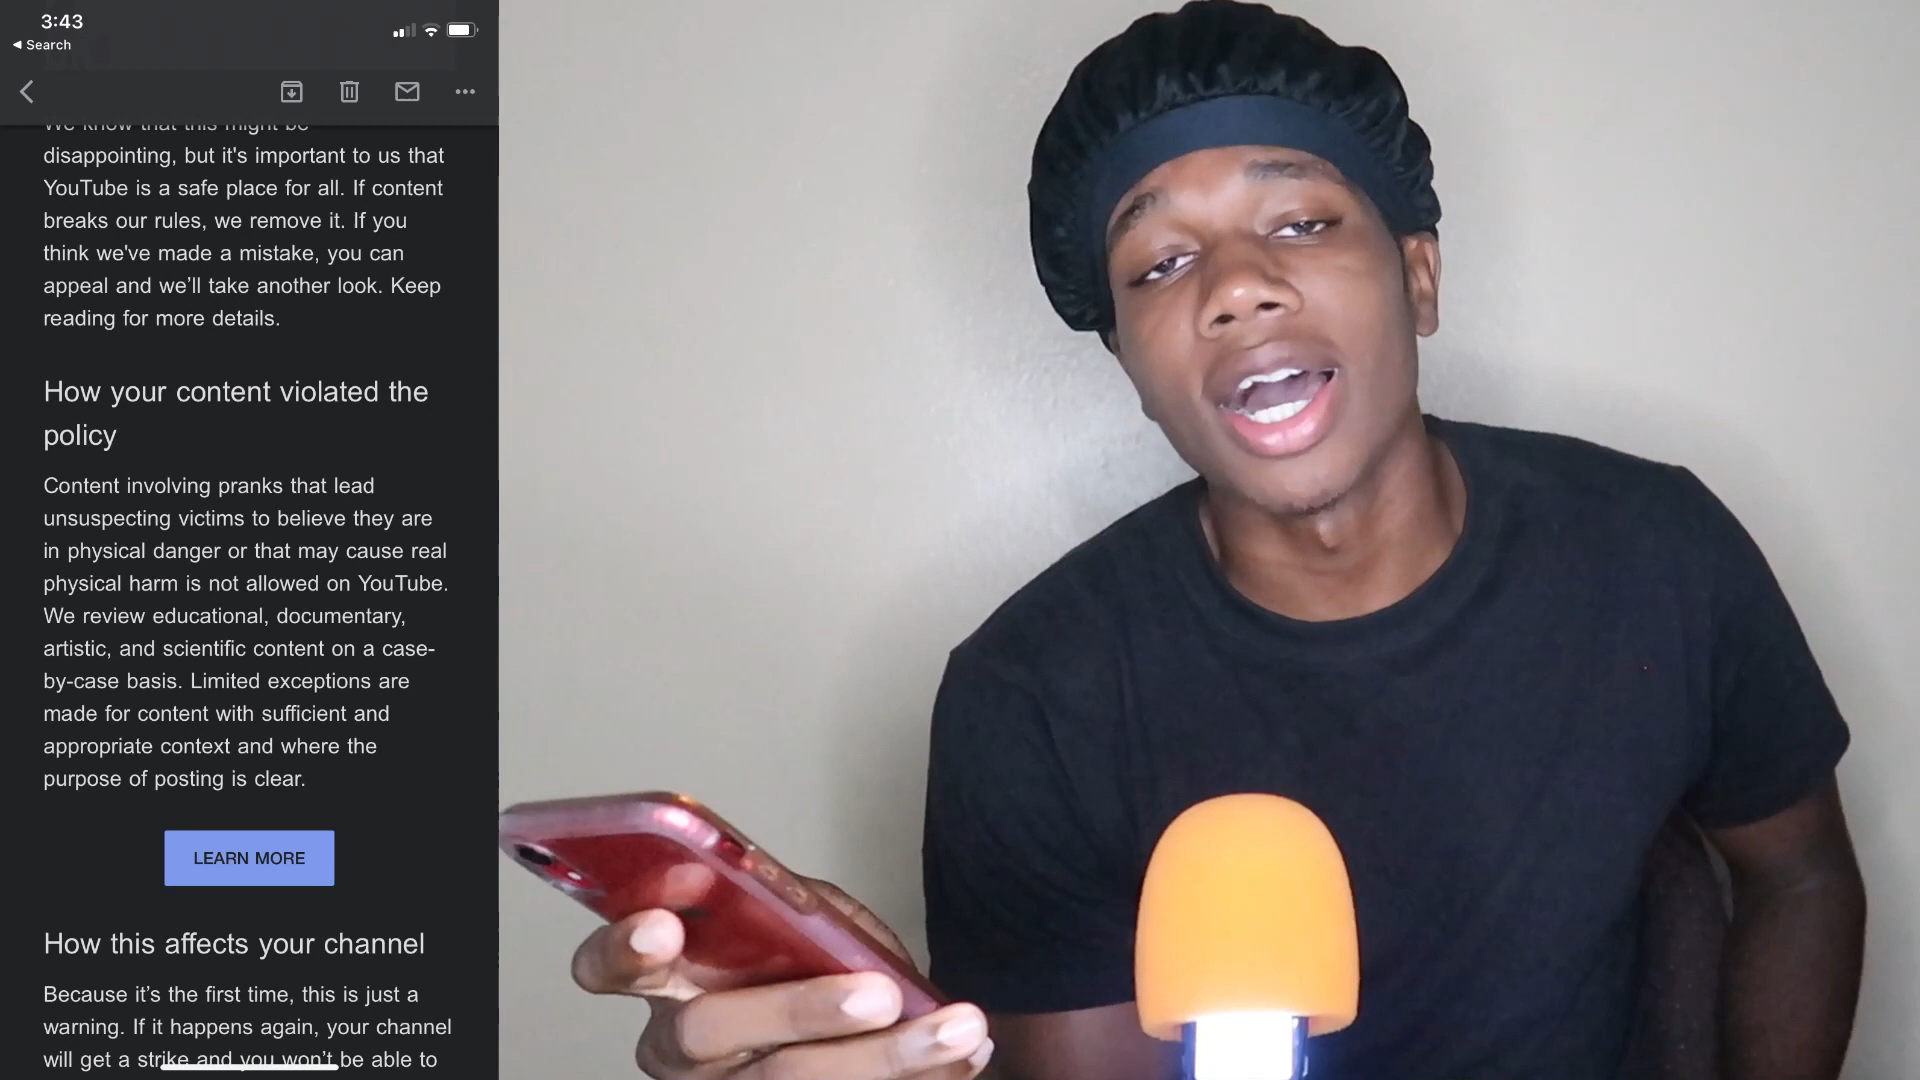 3:43
◀ Search
We know that this might be
disappointing, but it's important to us that
YouTube is a safe place for all. If content
breaks our rules, we remove it. If you
think we've made a mistake, you can
appeal and we’ll take another look. Keep
reading for more details.
How your content violated the
policy
Content involving pranks that lead
unsuspecting victims to believe they are
in physical danger or that may cause real
physical harm is not allowed on YouTube.
We review educational, documentary,
artistic, and scientific content on a case-
by-case basis. Limited exceptions are
made for content with sufficient and
appropriate context and where the
purpose of posting is clear.
LEARN MORE
How this affects your channel
Because it’s the first time, this is just a
warning. If it happens again, your channel
will get a strike and you won’t be able to